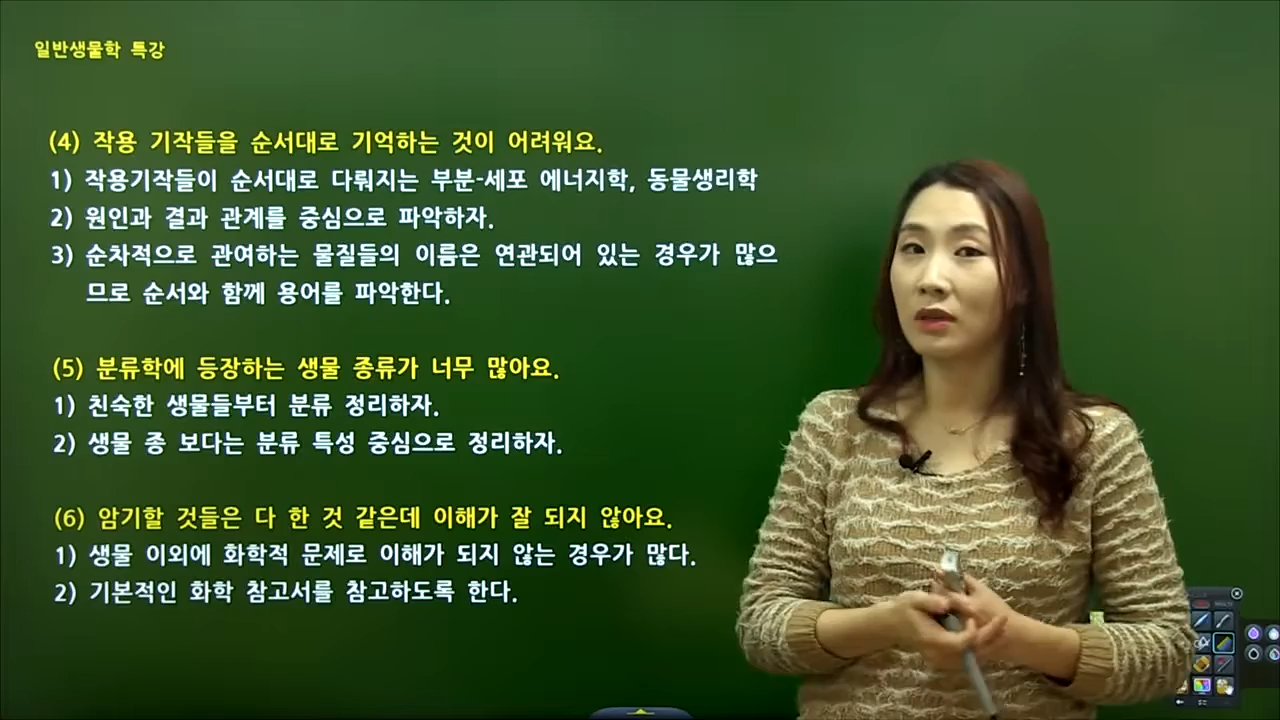 일반생물학 특강
(4) 작용 기작들을 순서대로 기억하는 것이 어려워요.
1) 작용기작들이 순서대로 다뤄지는 부분-세포 에너지학, 동물생리학
2) 원인과 결과 관계를 중심으로 파악하자.
3) 순차적으로 관여하는 물질들의 이름은 연관되어 있는 경우가 많으
므로 순서와 함께 용어를 파악한다.
(5) 분류학에 등장하는 생물 종류가 너무 많아요.
1) 친숙한 생물들부터 분류 정리하자.
2) 생물 종 보다는 분류 특성 중심으로 정리하자.
(6) 암기할 것들은 다 한 것 같은데 이해가 잘 되지 않아요.
1) 생물 이외에 화학적 문제로 이해가 되지 않는 경우가 많다.
2) 기본적인 화학 참고서를 참고하도록 한다.